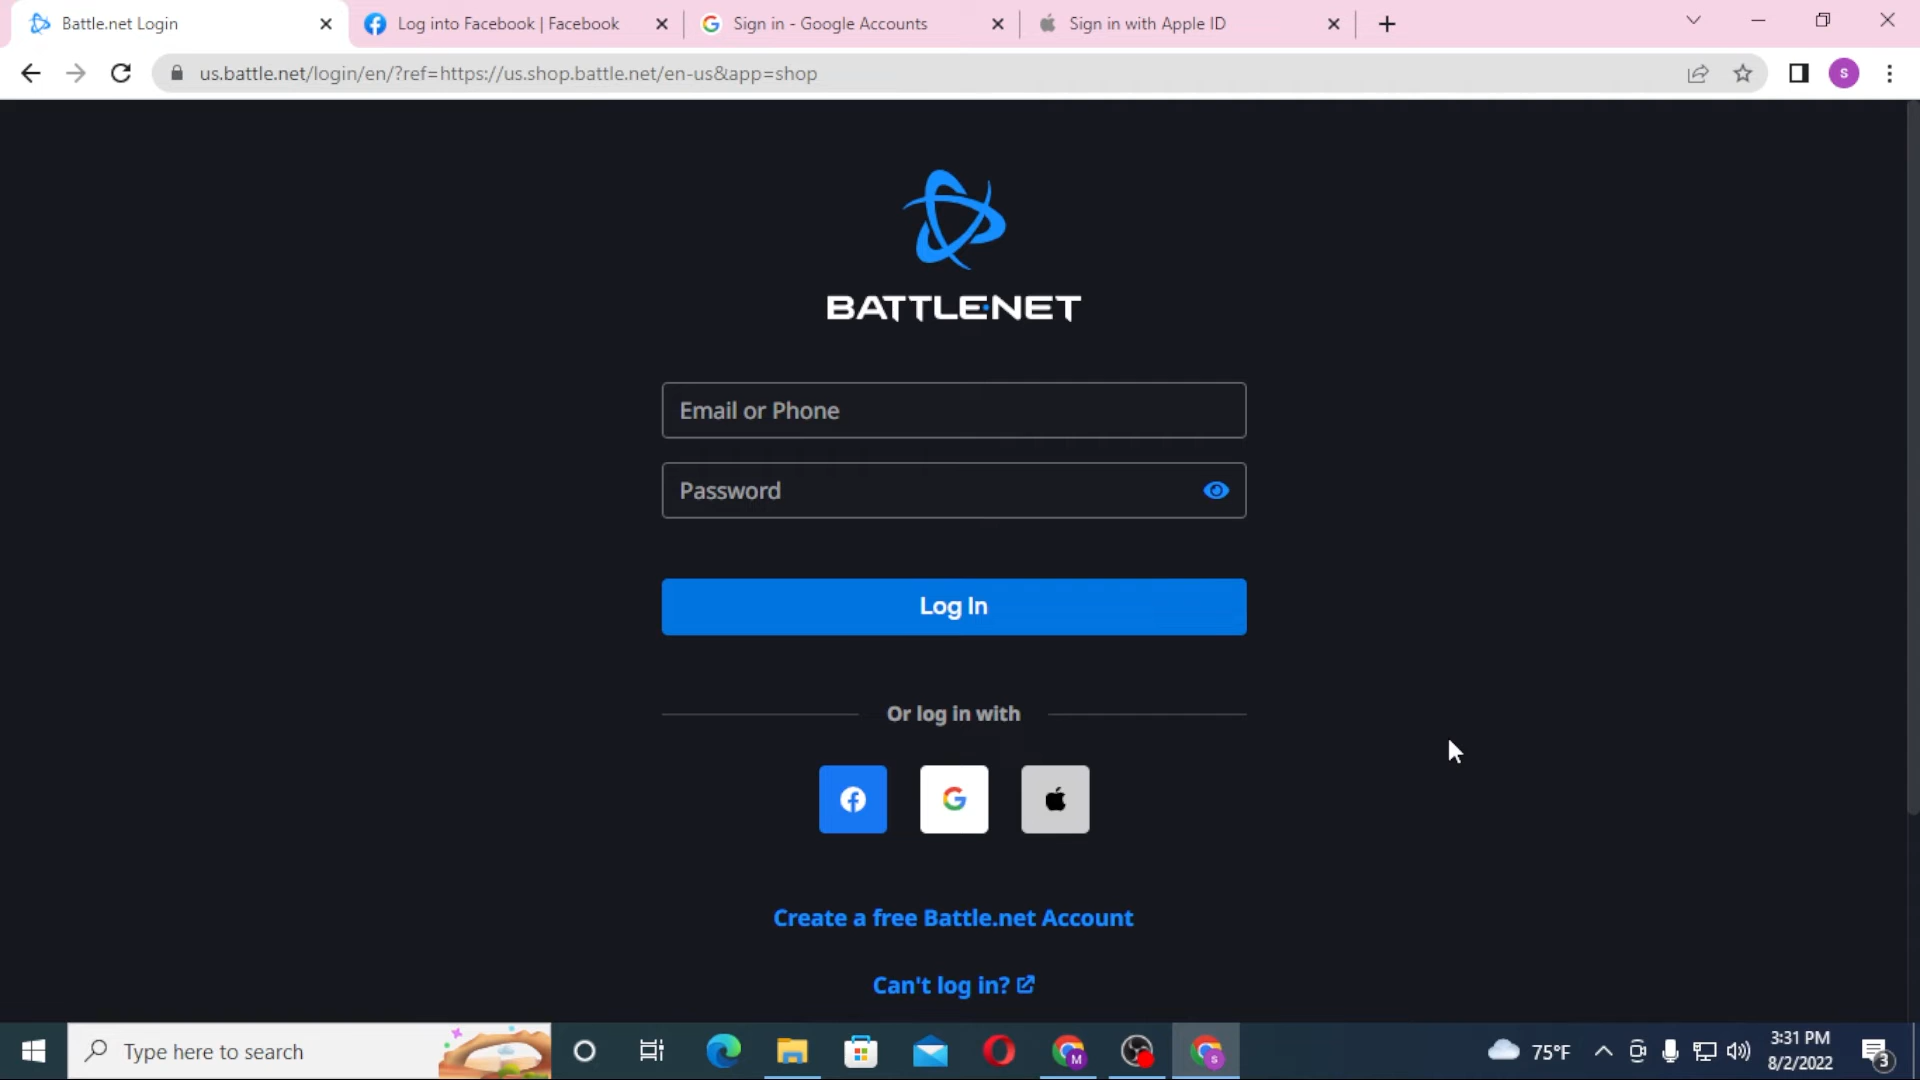 Battle.net Login
Log into Facebook | Facebook
Sign in - Google Accounts
Sign in with Apple ID
us.battle.net/login/en/?ref=https://us.shop.battle.net/en-us&app=shop
S
BATTLE.NET
Email or Phone
Password
Log In
Or log in with
Create a free Battle.net Account
Can't log in?
Type here to search
M
S
75°F
3:31 PM
8/2/2022
3